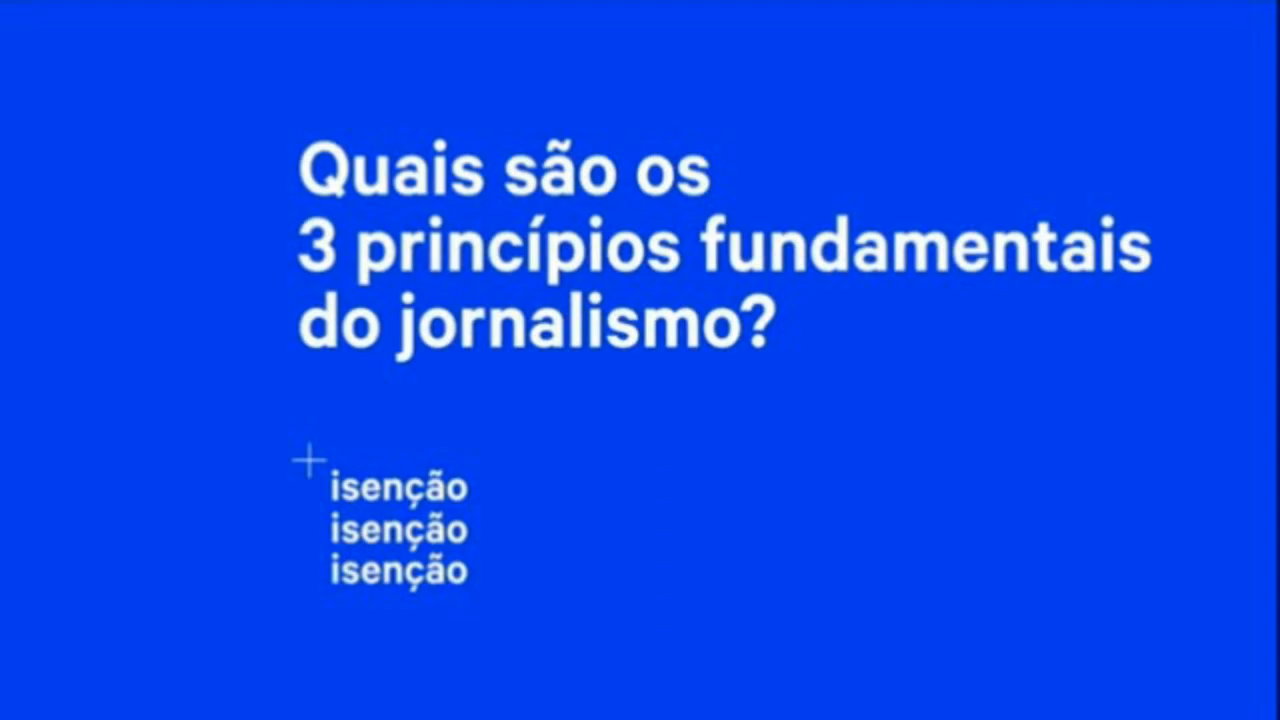 Quais são os
3 princípios fundamentais
do jornalismo?
isenção
isenção
isenção